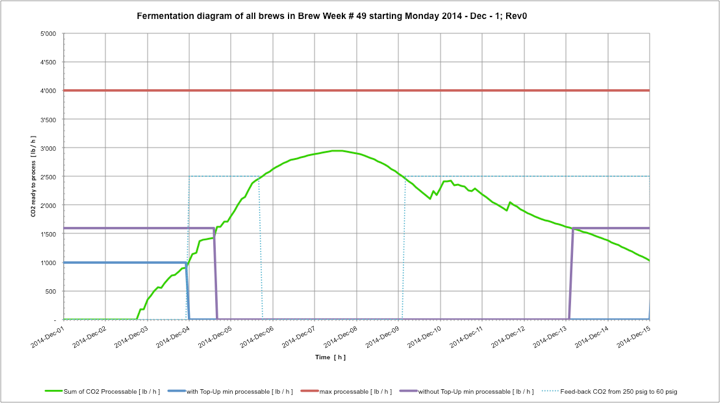 Fermentation diagram of all brews in Brew Week # 49 starting Monday 2014 - Dec - 1; Rev0
5'000
4'500
4'000
3'500
3'000
2'500
2'000
1'500
1'000
500
-
CO2 ready to process [ lb / h ]
2014-Dec-01
2014-Dec-02
2014-Dec-03
2014-Dec-04
2014-Dec-05
2014-Dec-06
2014-Dec-07
2014-Dec-08
2014-Dec-09
2014-Dec-10
2014-Dec-11
2014-Dec-12
2014-Dec-13
2014-Dec-14
2014-Dec-15
Time [ h ]
Sum of CO2 Processable [ lb / h ]
with Top-Up min processable [ lb / h ]
max processable [ lb / h ]
without Top-Up min processable [ lb / h ]
Feed-back CO2 from 250 psig to 60 psig